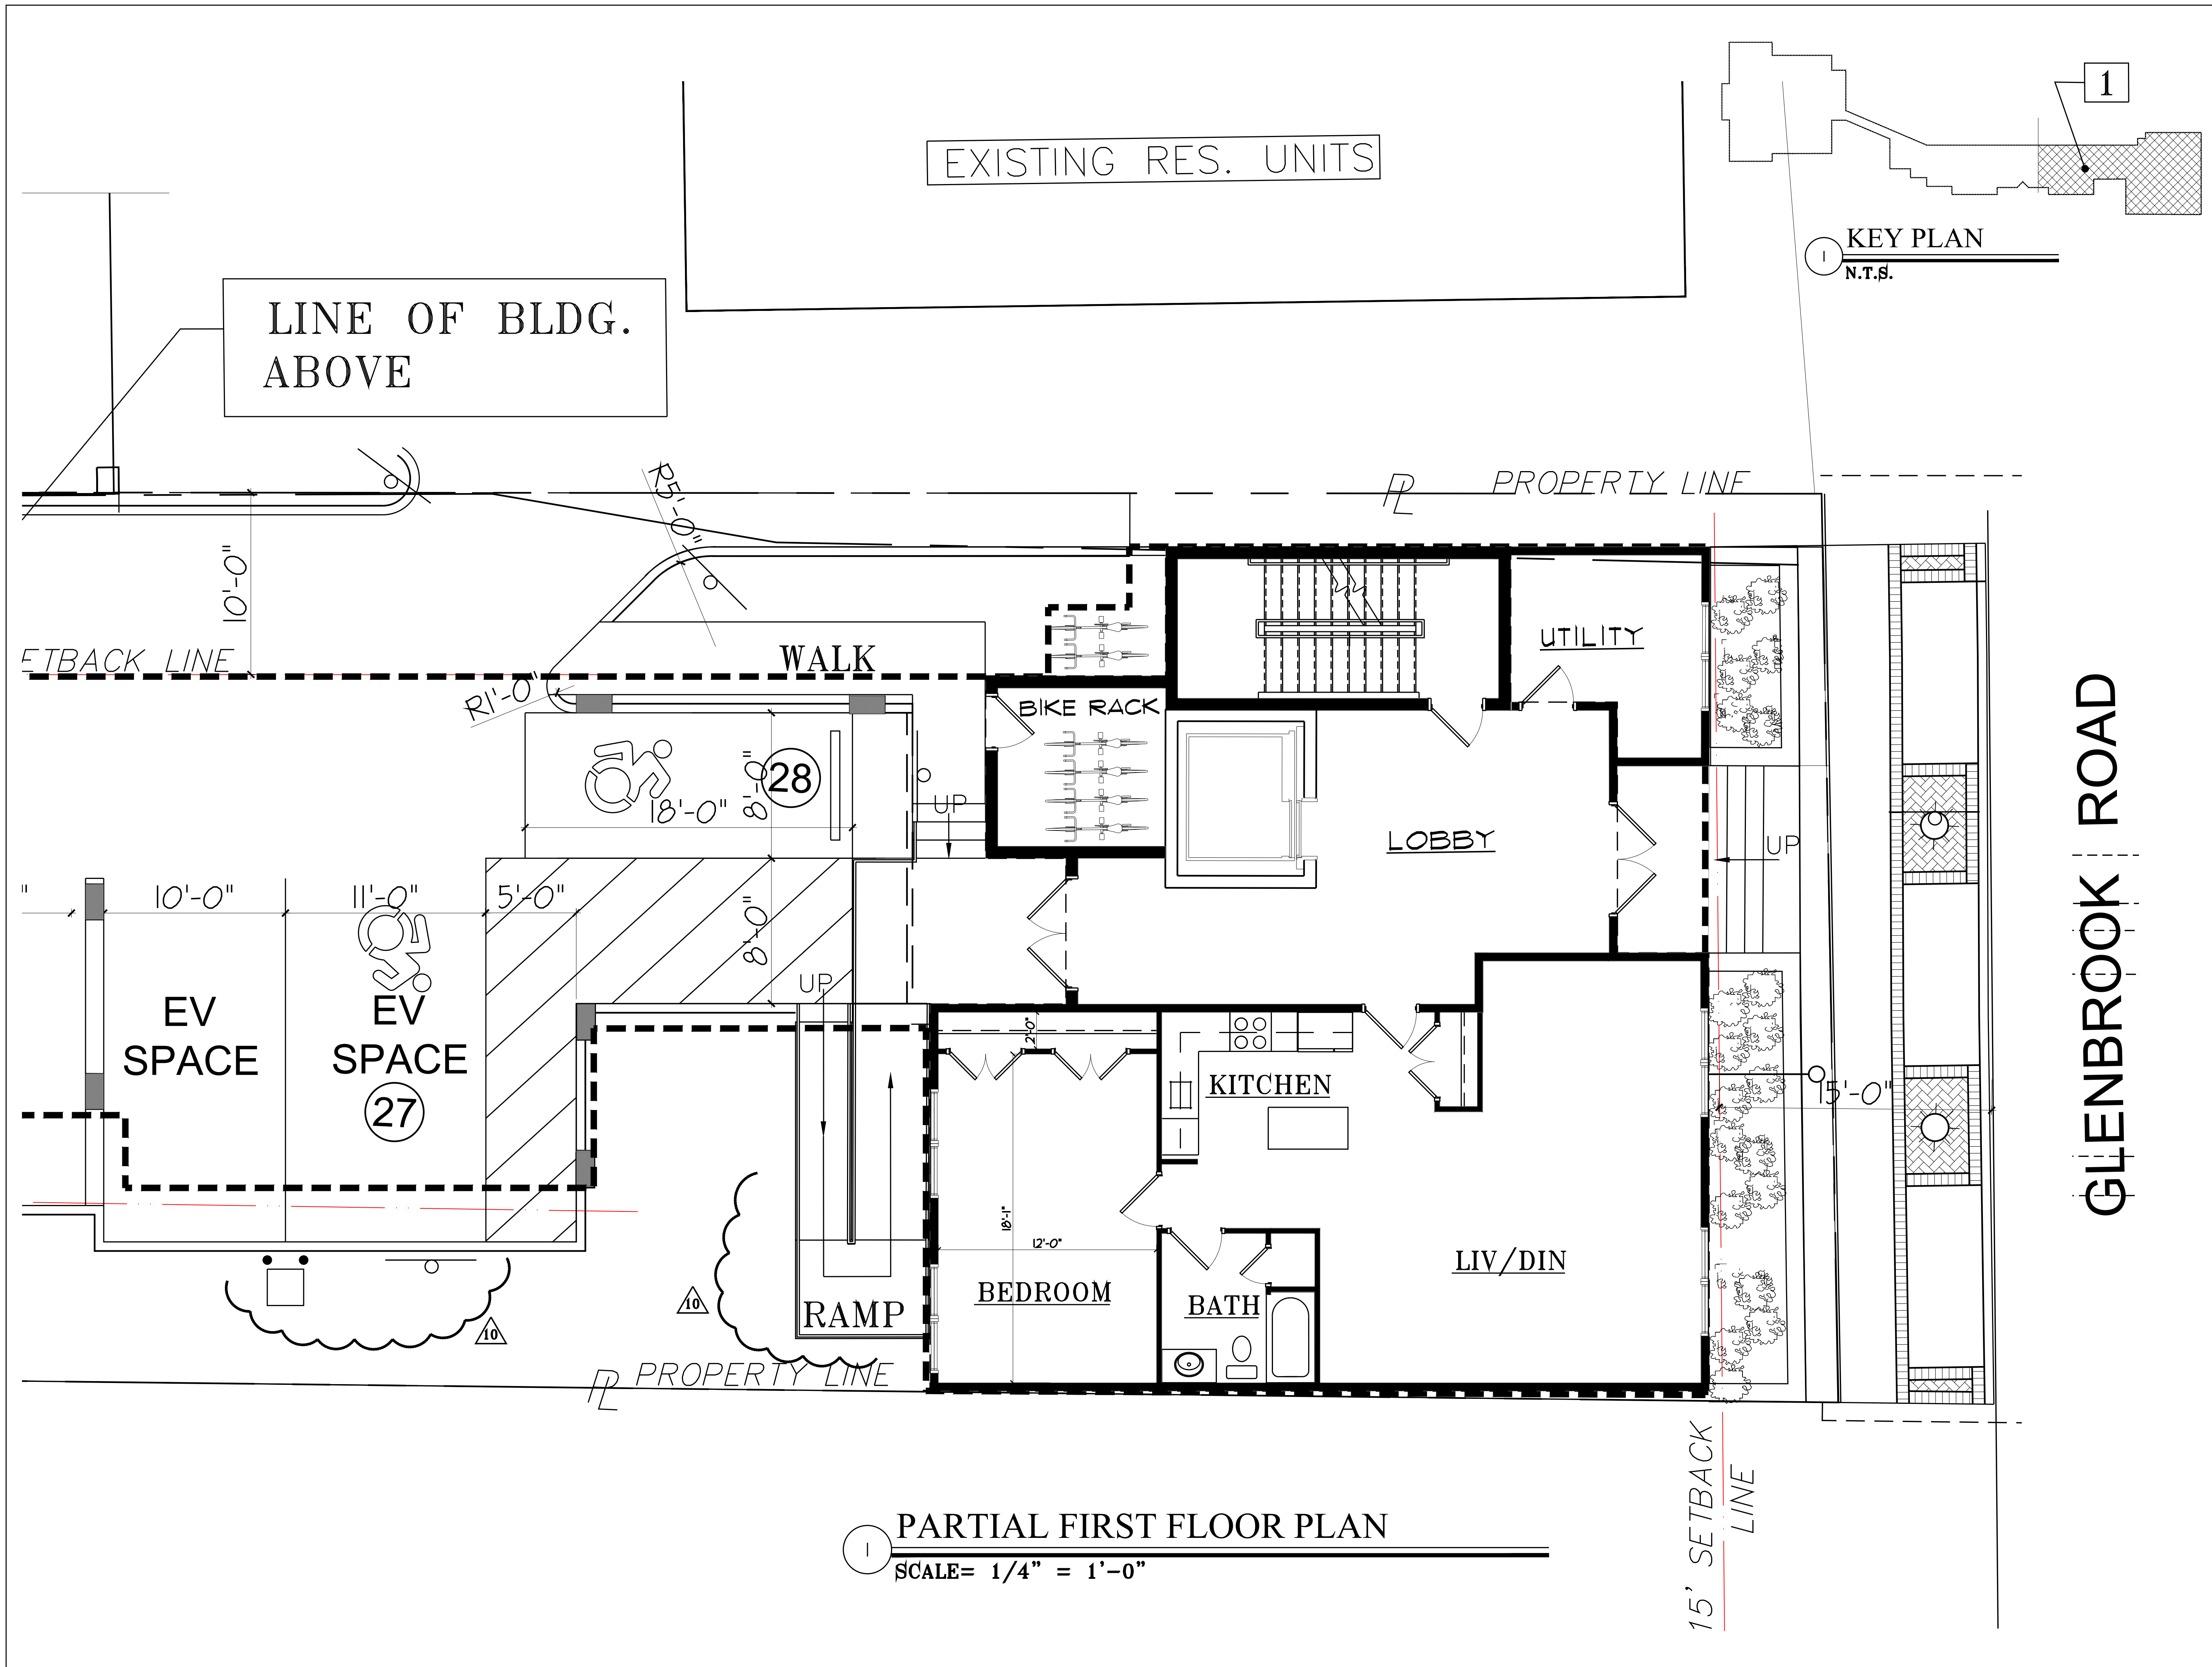 1
KEY PLAN
1
N.T.S.
EXISTING RES. UNITS
LINE OF BLDG.
ABOVE
PROPERTY LINE
R5'-0"
10'-0"
ETBACK LINE
WALK
UTILITY
R1'-0"
BIKE RACK
28
8'-0"
18'-0"
UP
LOBBY
UP
GLENBROOK ROAD
"
10'-0"
11'-0"
5'-0"
8'-0"
UP
2'-0"
EV
SPACE
EV
SPACE
27
KITCHEN
15'-0"
18'-1"
12'-0"
BEDROOM
BATH
LIV/DIN
RAMP
10
10
PROPERTY LINE
15' SETBACK
LINE
PARTIAL FIRST FLOOR PLAN
1
SCALE= 1/4" = 1'-0"